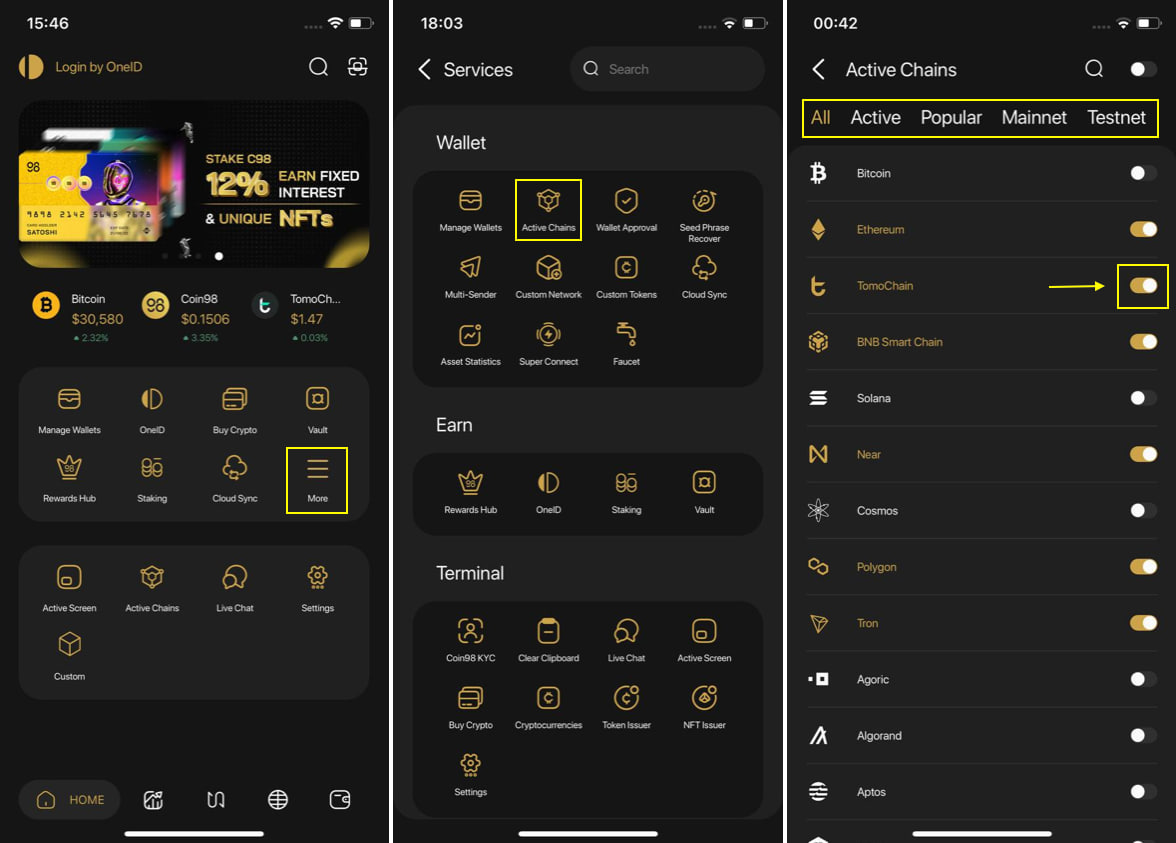 15:46
Login by OneID
98
9898 2142 5645 7678
SATOSHI
STAKE C98
12% EARN FIXED
INTEREST
& UNIQUE NFTs
Bitcoin
$30,580
2.32%
Coin98
$0.1506
3.35%
TomoCh...
$1.47
0.03%
Manage Wallets
OneID
Buy Crypto
Vault
Rewards Hub
Staking
Cloud Sync
More
Active Screen
Active Chains
Live Chat
Settings
Custom
HOME
18:03
Services
Search
Wallet
Manage Wallets
Active Chains
Wallet Approval
Seed Phrase
Recover
Multi-Sender
Custom Network
Custom Tokens
Cloud Sync
Asset Statistics
Super Connect
Faucet
Earn
Rewards Hub
OneID
Staking
Vault
Terminal
Coin98 KYC
Clear Clipboard
Live Chat
Active Screen
Buy Crypto
Cryptocurrencies
Token Issuer
NFT Issuer
Settings
00:42
Active Chains
All Active Popular Mainnet Testnet
Bitcoin
Ethereum
TomoChain
BNB Smart Chain
Solana
Near
Cosmos
Polygon
Tron
Agoric
Algorand
Aptos